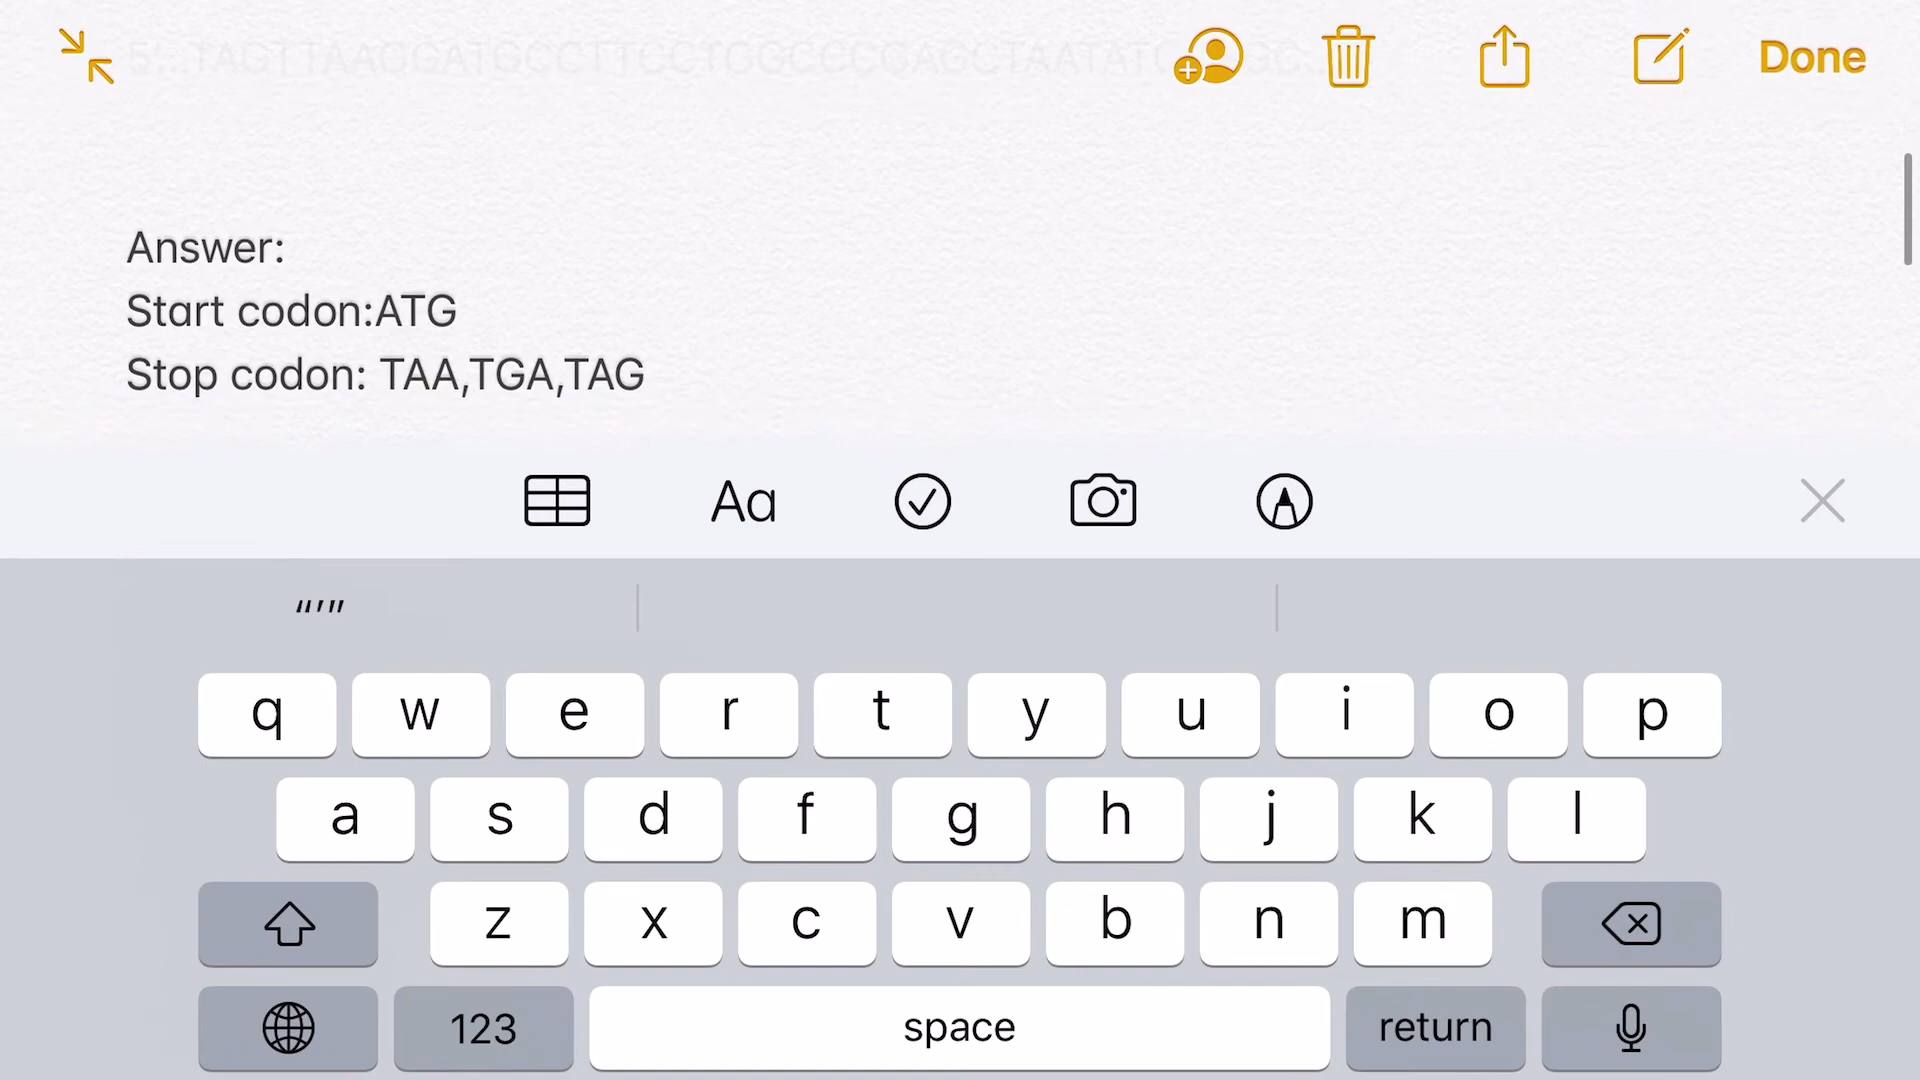 Done
Answer:
Start codon:ATG
Stop codon: TAA,TGA,TAG
Aa
“‘”
q w e r t y u i o p
a s d f g h j k l
z x c v b n m
123 space return